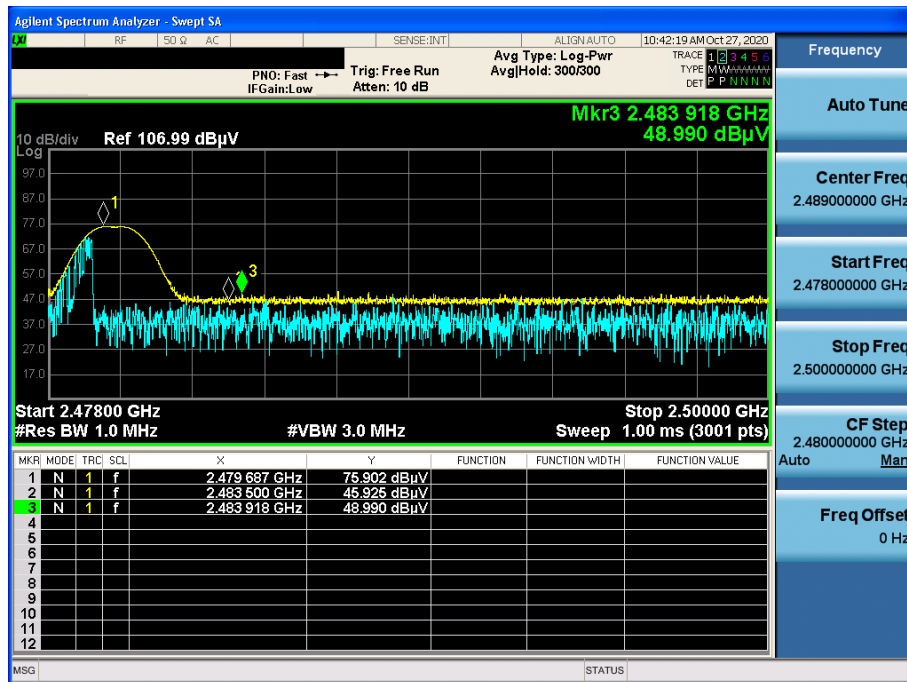 Agilent Spectrum Analyzer - Swept SA
LXI RF 50 Ω AC SENSE:INT ALIGN AUTO 10:42:19 AM Oct 27, 2020
PNO: Fast Trig: Free Run Avg Type: Log-Pwr TRACE 1 2 3 4 5 6
IFGain:Low Atten: 10 dB Avg|Hold: 300/300 TYPE M W
DET P P N N N N
Mkr3 2.483 918 GHz
48.990 dBµV
10 dB/div Ref 106.99 dBµV
Log
97.0
87.0
77.0
67.0
57.0
47.0
37.0
27.0
17.0
1
3
Start 2.47800 GHz Stop 2.50000 GHz
#Res BW 1.0 MHz #VBW 3.0 MHz Sweep 1.00 ms (3001 pts)
MKR MODE TRC SCL X Y FUNCTION FUNCTION WIDTH FUNCTION VALUE
1 N 1 f 2.479 687 GHz 75.902 dBµV
2 N 1 f 2.483 500 GHz 45.925 dBµV
3 N 1 f 2.483 918 GHz 48.990 dBµV
4
5
6
7
8
9
10
11
12
MSG STATUS
Frequency
Auto Tune
Center Freq
2.489000000 GHz
Start Freq
2.478000000 GHz
Stop Freq
2.500000000 GHz
CF Step
2.480000000 GHz
Auto Man
Freq Offset
0 Hz